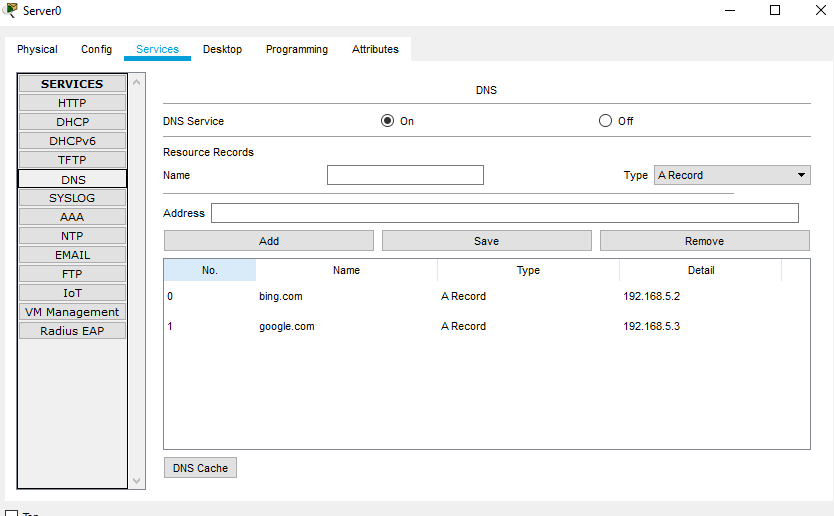 Server0
Physical Config Services Desktop Programming Attributes
SERVICES
HTTP
DHCP
DHCPv6
TFTP
DNS
SYSLOG
AAA
NTP
EMAIL
FTP
IoT
VM Management
Radius EAP
DNS
DNS Service On Off
Resource Records
Name Type A Record
Address
Add Save Remove
No. Name Type Detail
0 bing.com A Record 192.168.5.2
1 google.com A Record 192.168.5.3
DNS Cache